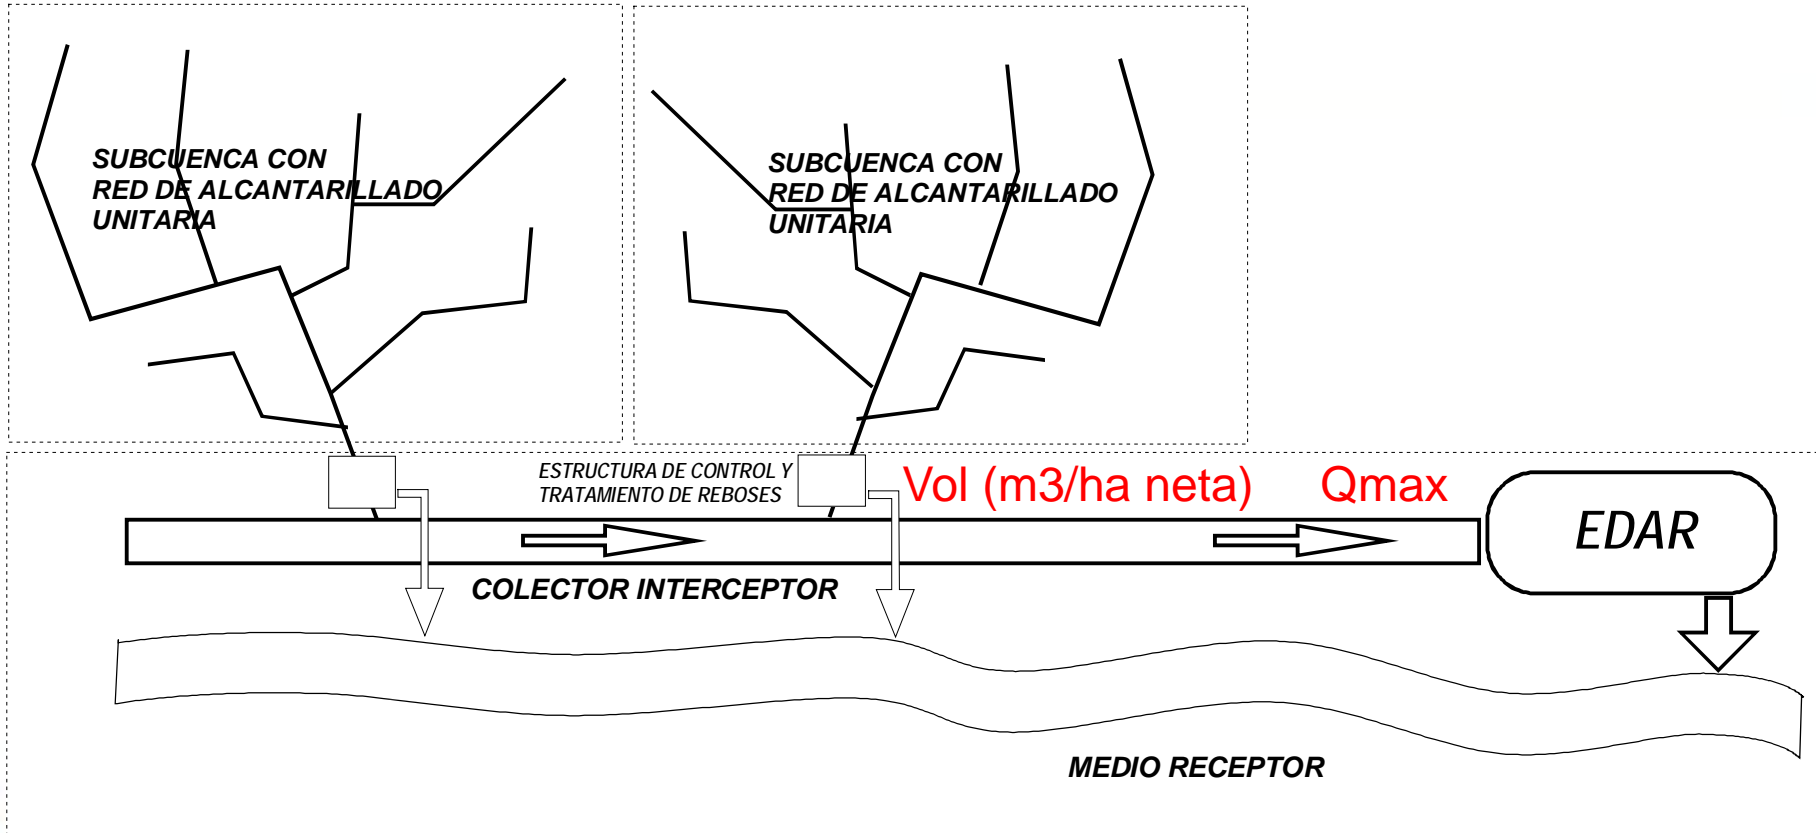 SUBCUENCA CON
RED DE ALCANTARILLADO
UNITARIA
SUBCUENCA CON
RED DE ALCANTARILLADO
UNITARIA
ESTRUCTURA DE CONTROL Y
TRATAMIENTO DE REBOSES
Vol (m3/ha neta) Qmax
EDAR
COLECTOR INTERCEPTOR
MEDIO RECEPTOR